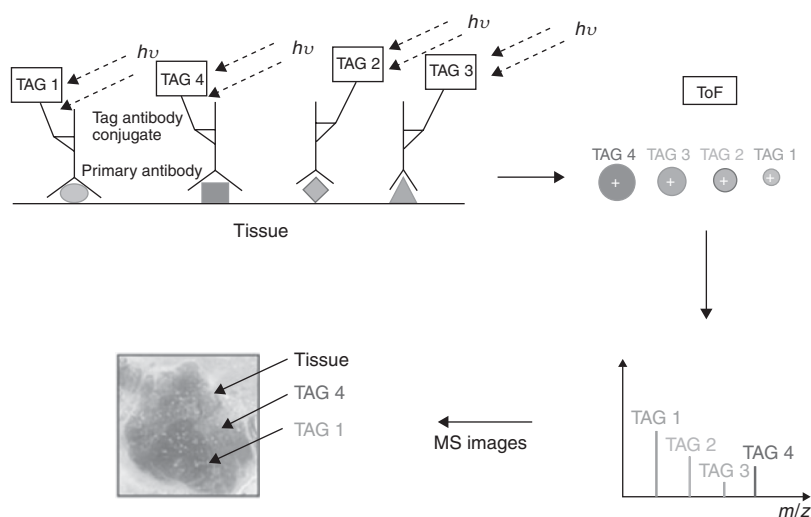 hυ
hυ
hυ
hυ
TAG 1
TAG 4
TAG 2
TAG 3
Tag antibody
conjugate
Primary antibody
Tissue
ToF
TAG 4 TAG 3 TAG 2 TAG 1
+ + + +
Tissue
TAG 4
TAG 1
MS images
TAG 1
TAG 2
TAG 3
TAG 4
m/z